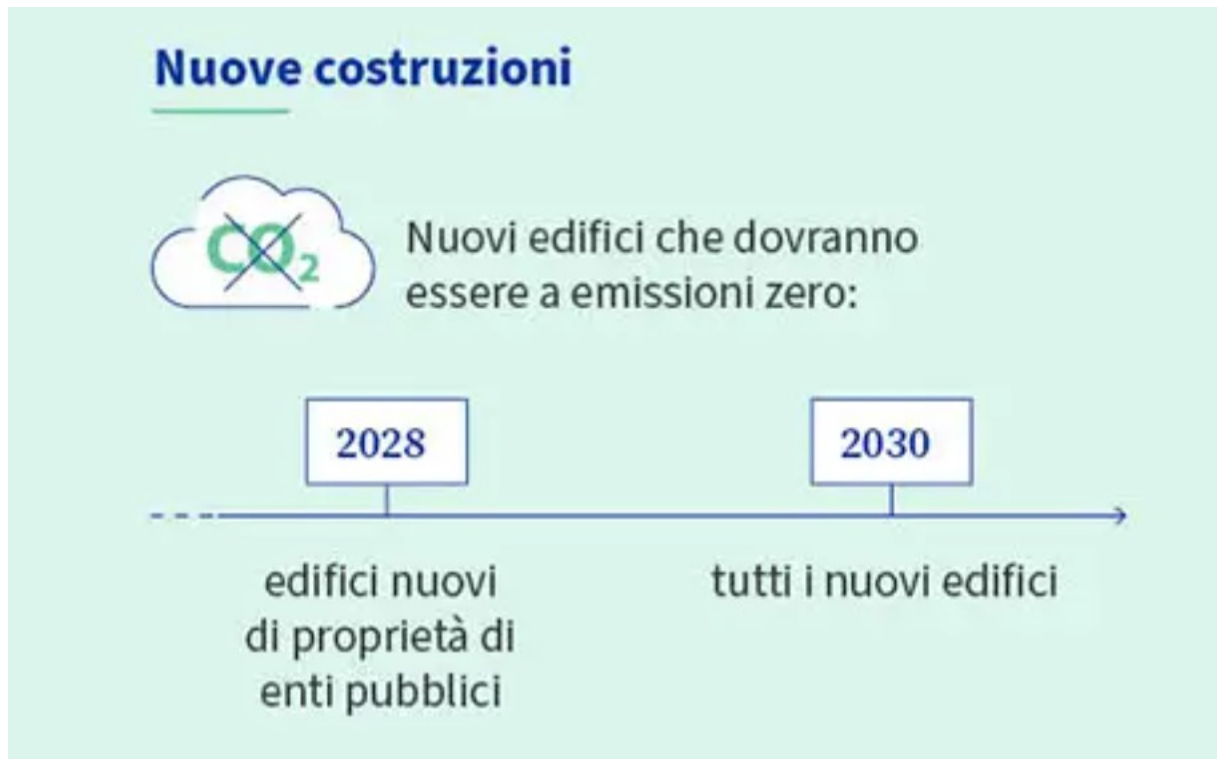 Nuove costruzioni
CO₂
Nuovi edifici che dovranno
essere a emissioni zero:
2028
2030
edifici nuovi
di proprietà di
enti pubblici
tutti i nuovi edifici